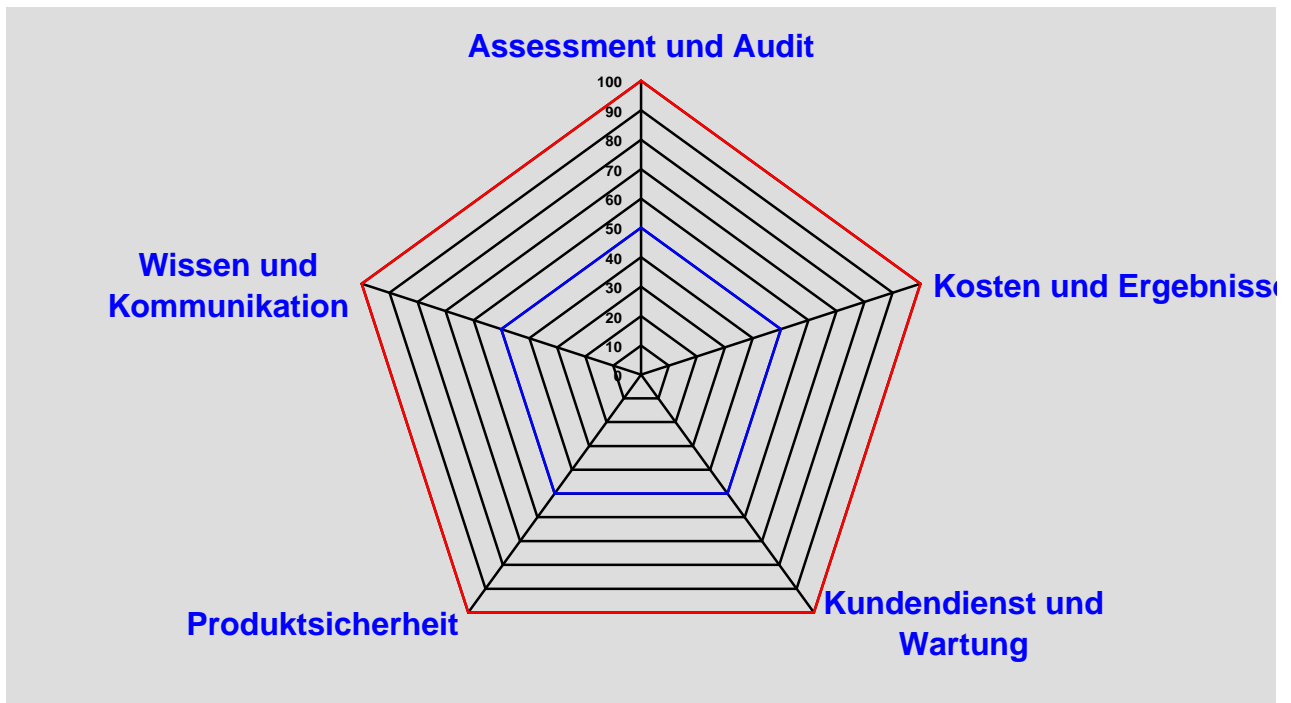 Assessment und Audit
100
90
80
70
60
50
40
30
20
10
0
Wissen und
Kommunikation
Kosten und Ergebnisse
Produktsicherheit
Kundendienst und
Wartung